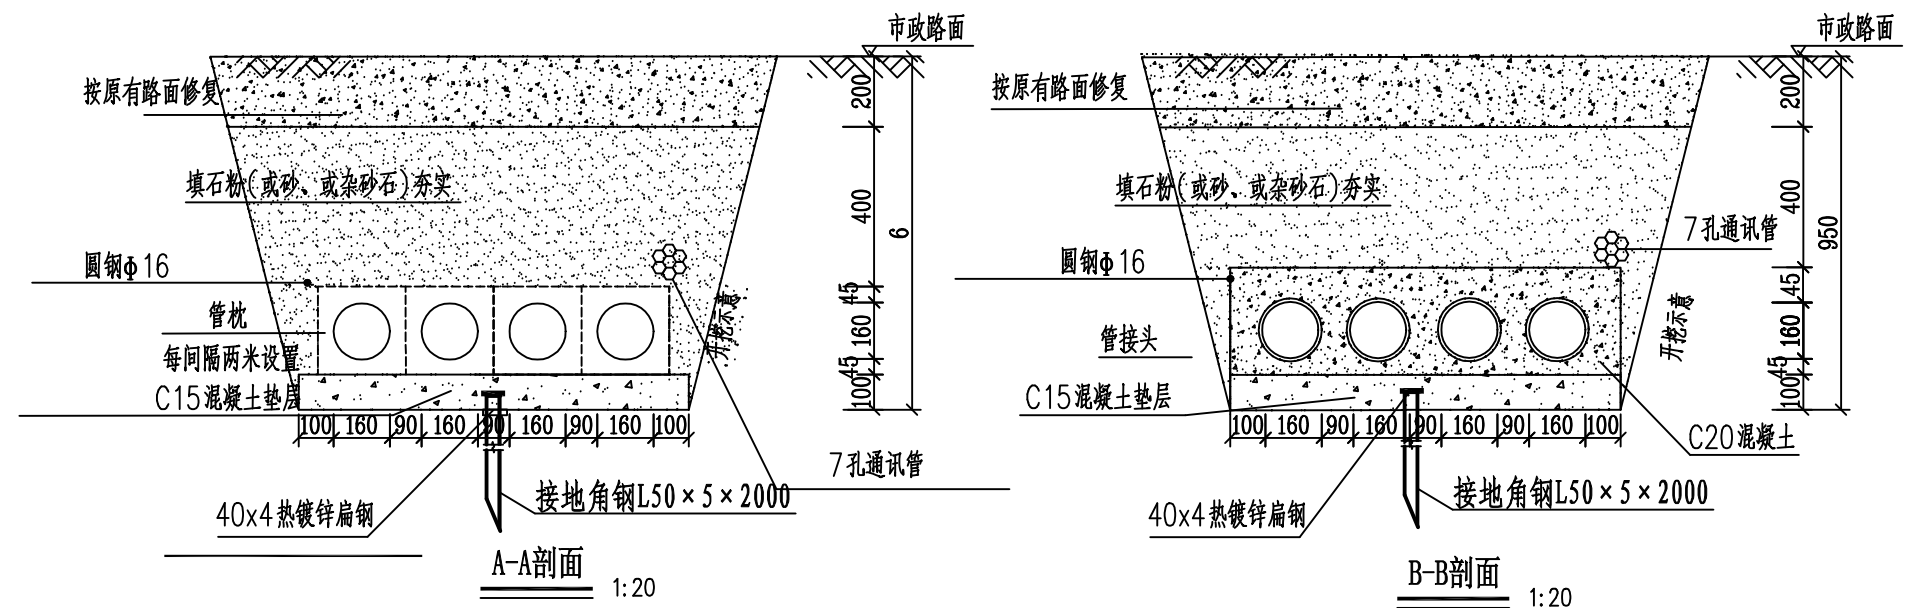 市政路面
按原有路面修复
200
填石粉(或砂、或杂砂石)夯实
400
6
圆钢ф16
45
管枕
160
每间隔两米设置
45
开挖示意
C15混凝土垫层
100
100 160 90 160 90 90 160 100
7孔通讯管
接地角钢L50×5×2000
40x4热镀锌扁钢
A-A剖面
1:20
市政路面
按原有路面修复
200
填石粉(或砂、或杂砂石)夯实
400
7孔通讯管
950
圆钢ф16
45
管接头
160
开挖示意
45
C15混凝土垫层
100
100 160 90 160 90 160 90 160 100
C20混凝土
接地角钢L50×5×2000
40x4热镀锌扁钢
B-B剖面
1:20